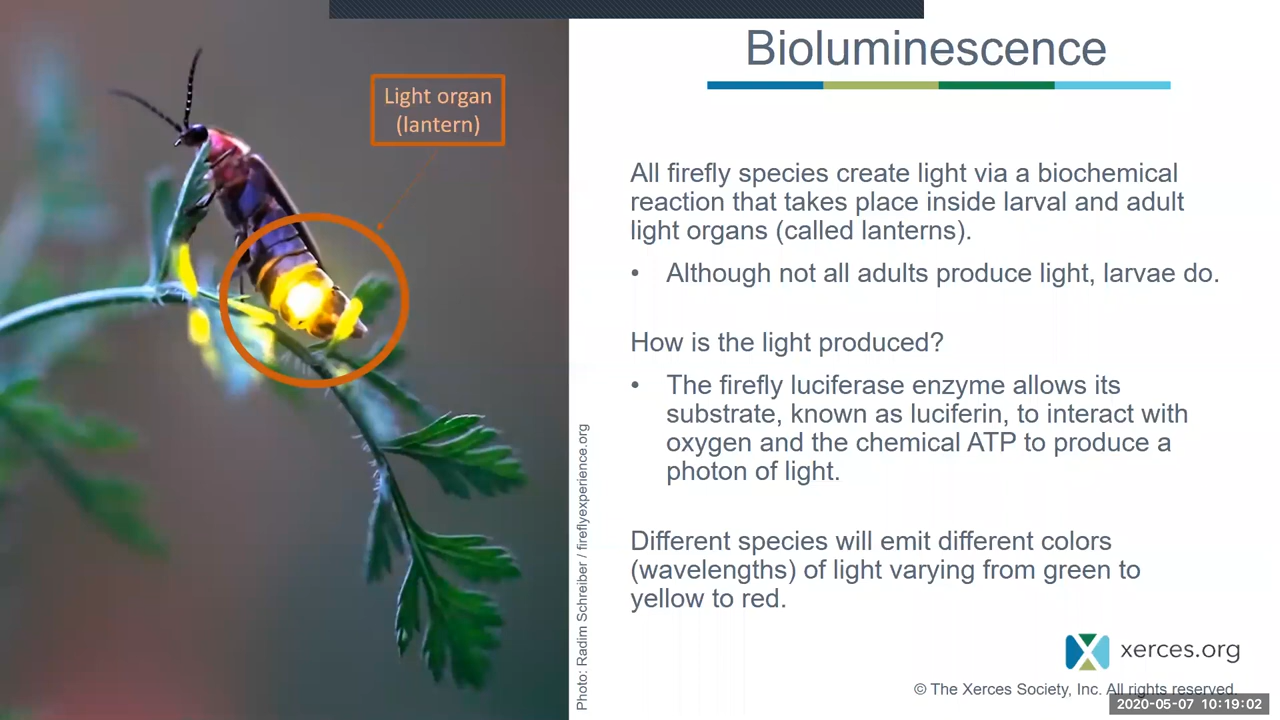 Bioluminescence
Light organ
(lantern)
All firefly species create light via a biochemical
reaction that takes place inside larval and adult
light organs (called lanterns).
• Although not all adults produce light, larvae do.
How is the light produced?
• The firefly luciferase enzyme allows its
substrate, known as luciferin, to interact with
oxygen and the chemical ATP to produce a
photon of light.
Different species will emit different colors
(wavelengths) of light varying from green to
yellow to red.
Photo: Radim Schreiber / fireflyexperience.org
xerces.org
© The Xerces Society, Inc. All rights reserved.
2020-05-07 10:19:02